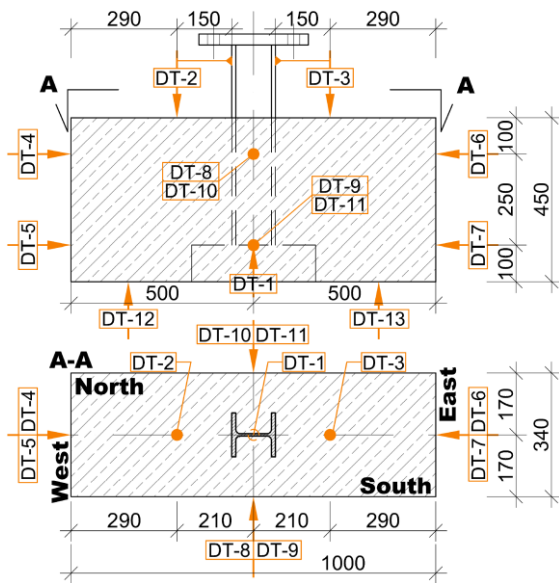 290 150 150 290
DT-2 DT-3
A A
DT-4 DT-6
100
DT-8
DT-10
DT-9
DT-11
250
450
DT-5 DT-7
DT-1
100
500 500
DT-12 DT-13
DT-10 DT-11
A-A
DT-2 DT-1 DT-3
North
East
DT-5 DT-4
DT-7 DT-6
170
340
170
West
South
290 210 210 290
DT-8 DT-9
1000